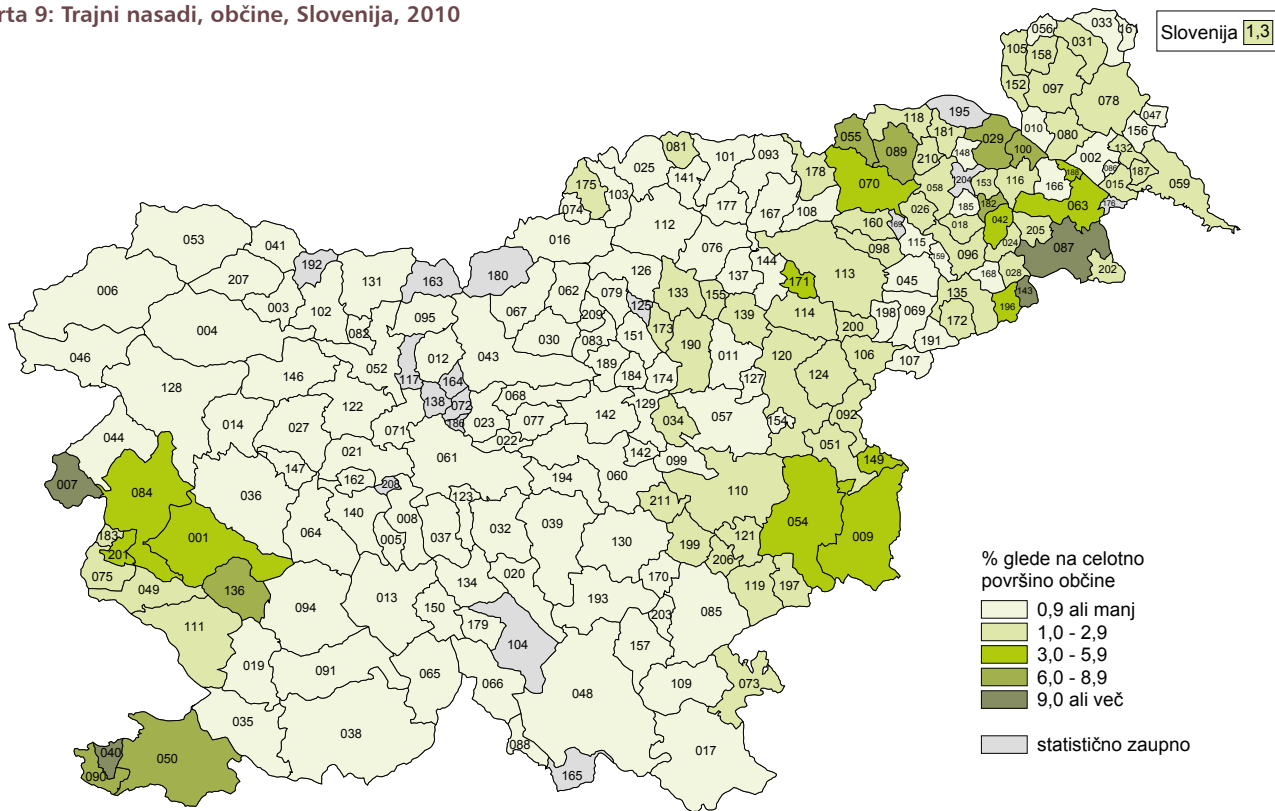 rta 9: Trajni nasadi, občine, Slovenija, 2010
Slovenija 1,3
056 033 161
105 158 031
152 097 078
195 010 080 047
156
118 181 029 100 002 132
055 089 210 148 086 187 059
204 153 116 166 188 015
081 101 093 178 070 058 185 182 063 176
025 141 026 042
175 103 177 167 108 160 169 018 205 087
074 112 098 115 159 096 024 202
016 076 144 113 045 168 028 143
053 041 126 137 171 135 196
192 131 163 180 062 079 133 155 114 198 069 172
207 125 139 200 191
006 003 102 095 067 209 173
004 082 030 083 151 190 011 120 106 107
046 052 012 043 189 184 174 127 124
128 146 117 164 068 129
122 138 072 142 034 057 154 092
014 027 071 186 023 077 051
044 021 022 142 099 149
007 147 162 208 061 194 060 110
084 036 140 123 211 054
001 064 008 032 039 130 199 121 009
183 201 005 037 206
075 049 136 134 020 170 119 197
111 094 013 150 193 203 085
179 104 157
019 091 065 066 109 073
035 048
040 050 038 088 017
090 165
% glede na celotno
površino občine
0,9 ali manj
1,0 - 2,9
3,0 - 5,9
6,0 - 8,9
9,0 ali več
statistično zaupno